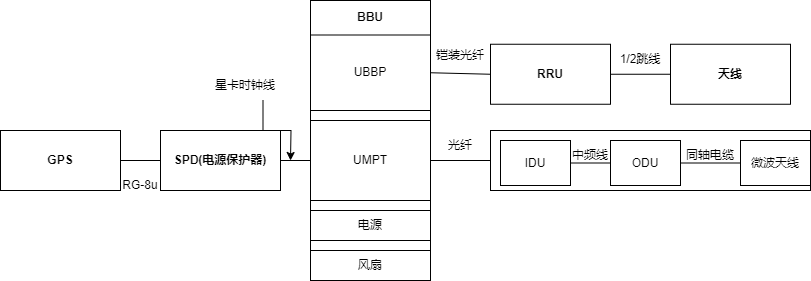 BBU
铠装光纤
1/2跳线
UBBP
RRU
天线
星卡时钟线
光纤
GPS
SPD(电源保护器)
UMPT
IDU
中频线
ODU
同轴电缆
微波天线
RG-8u
电源
风扇